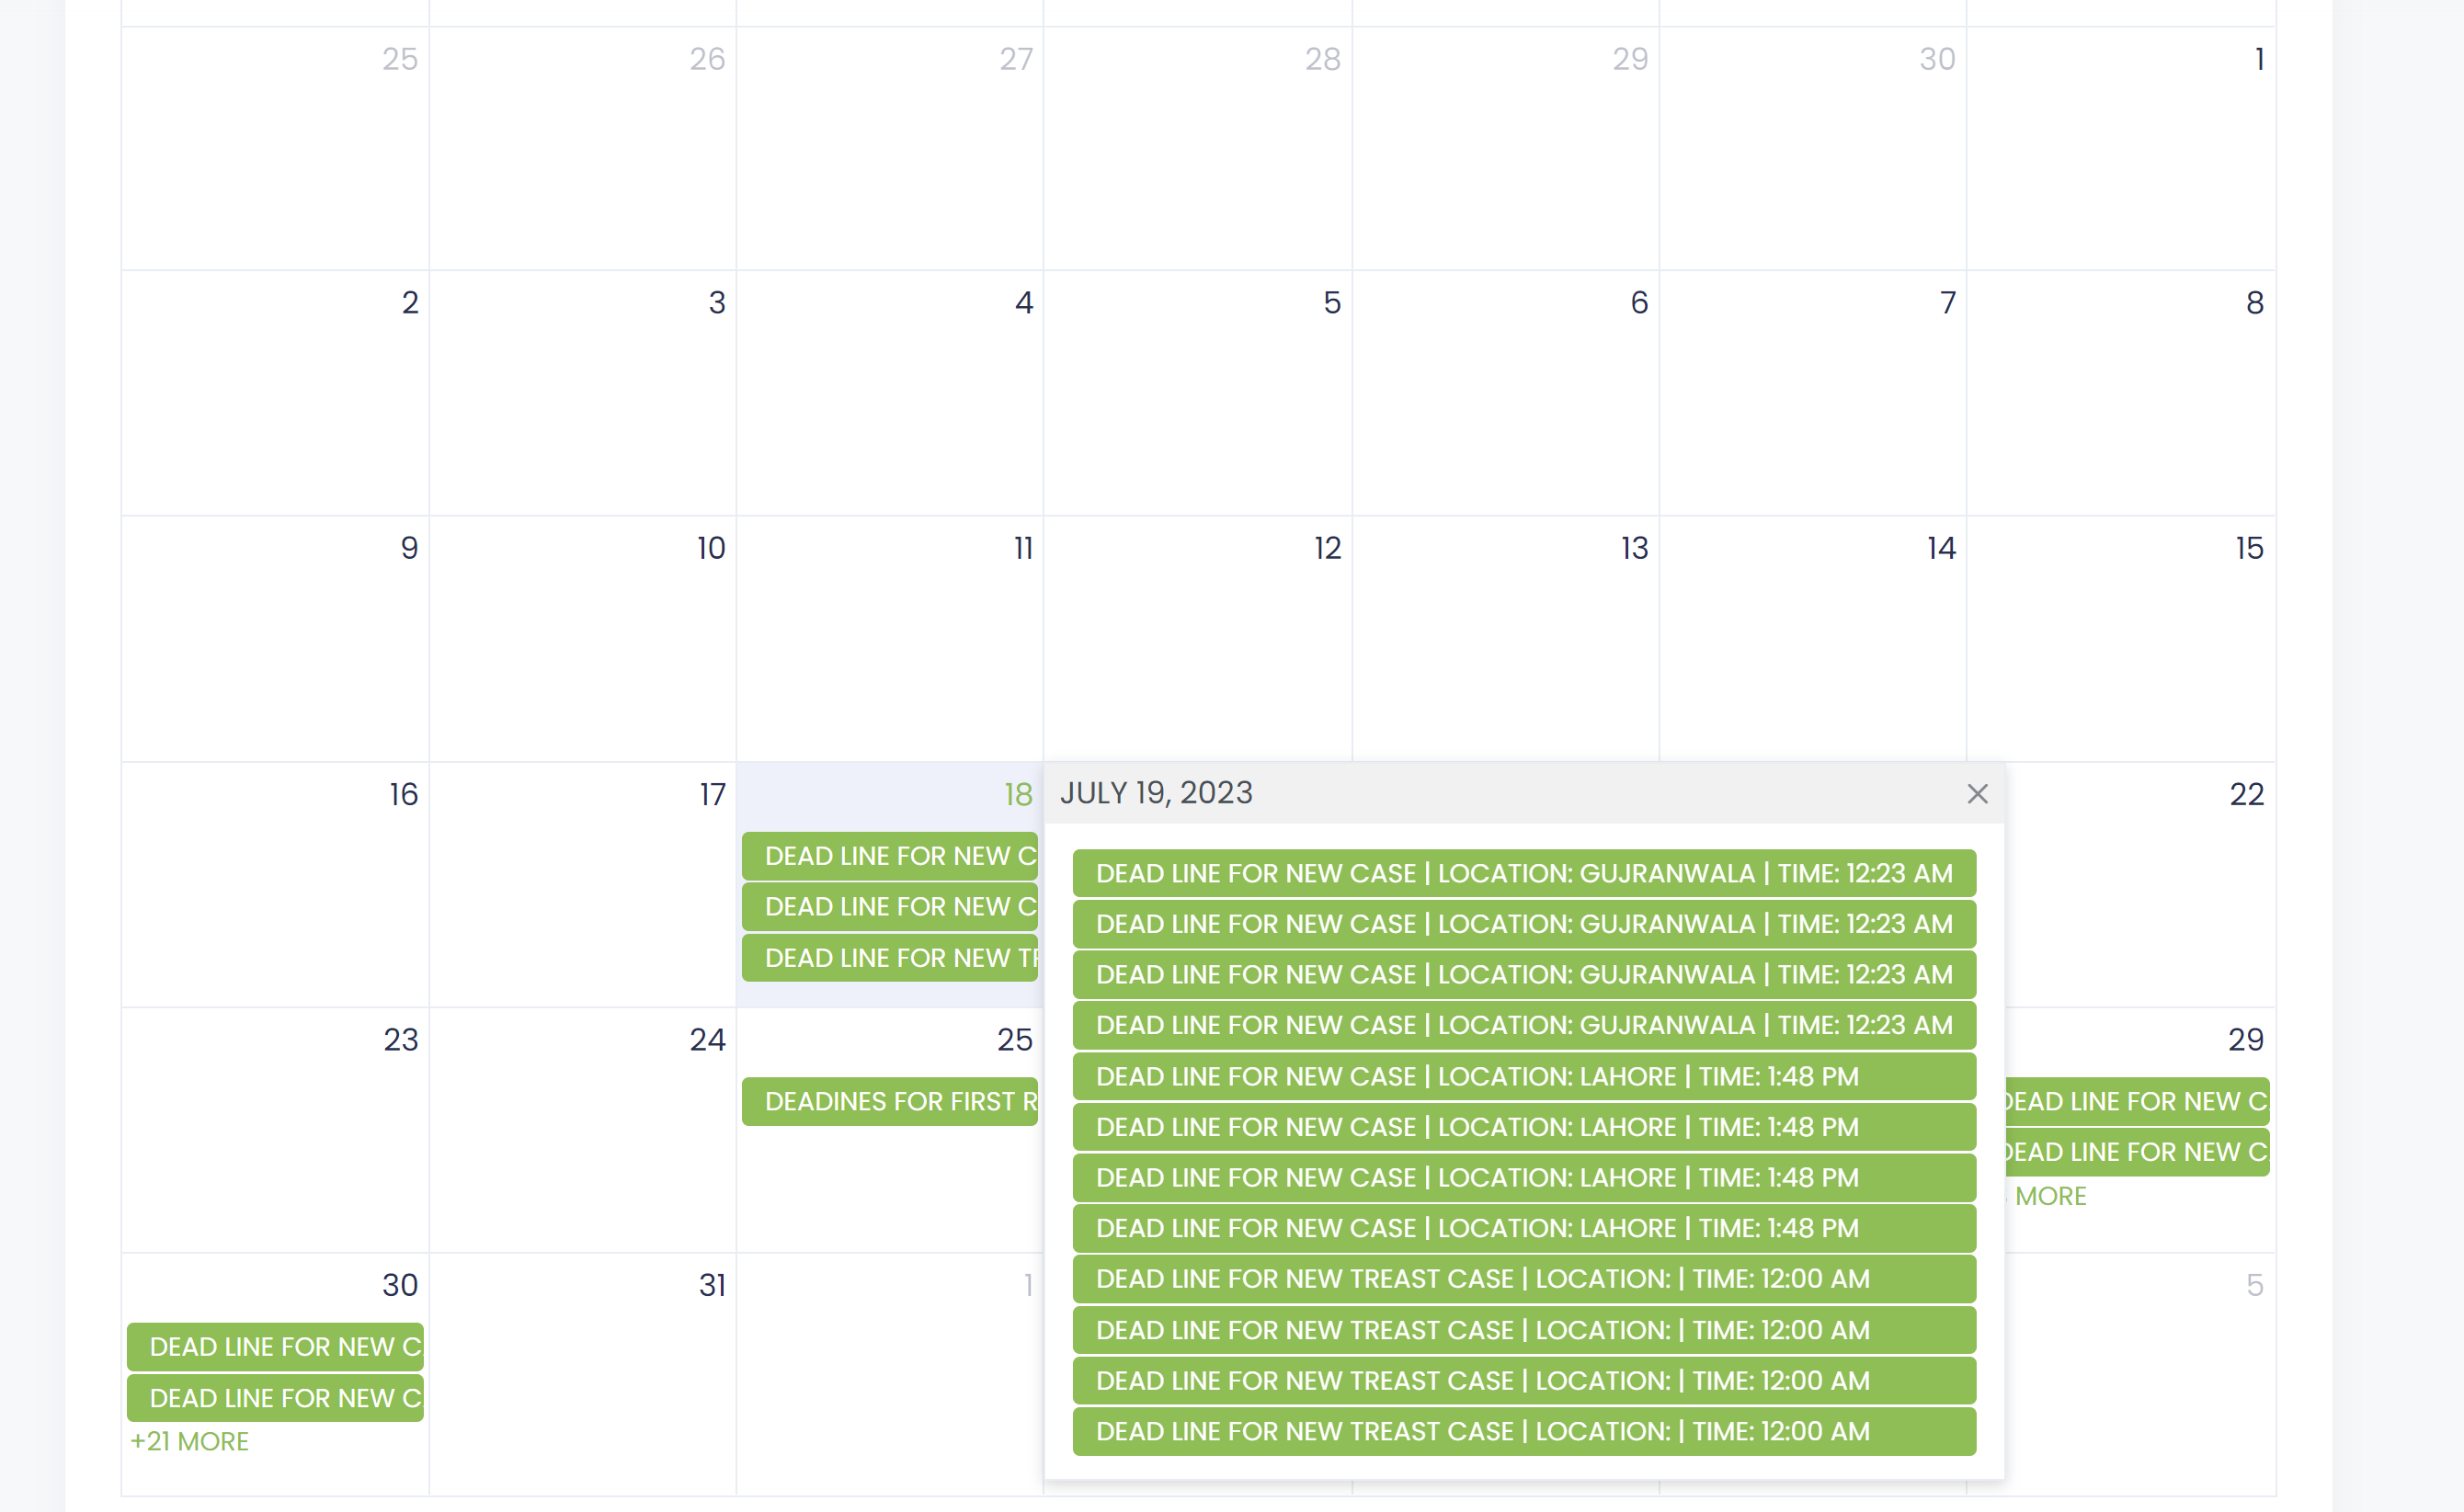 25 26 27 28 29 30 1
2 3 4 5 6 7 8
9 10 11 12 13 14 15
16 17 18 22
DEAD LINE FOR NEW C
DEAD LINE FOR NEW C
DEAD LINE FOR NEW TR
JULY 19, 2023
DEAD LINE FOR NEW CASE | LOCATION: GUJRANWALA | TIME: 12:23 AM
DEAD LINE FOR NEW CASE | LOCATION: GUJRANWALA | TIME: 12:23 AM
DEAD LINE FOR NEW CASE | LOCATION: GUJRANWALA | TIME: 12:23 AM
DEAD LINE FOR NEW CASE | LOCATION: GUJRANWALA | TIME: 12:23 AM
DEAD LINE FOR NEW CASE | LOCATION: LAHORE | TIME: 1:48 PM
DEAD LINE FOR NEW CASE | LOCATION: LAHORE | TIME: 1:48 PM
DEAD LINE FOR NEW CASE | LOCATION: LAHORE | TIME: 1:48 PM
DEAD LINE FOR NEW CASE | LOCATION: LAHORE | TIME: 1:48 PM
DEAD LINE FOR NEW TREAST CASE | LOCATION: | TIME: 12:00 AM
DEAD LINE FOR NEW TREAST CASE | LOCATION: | TIME: 12:00 AM
DEAD LINE FOR NEW TREAST CASE | LOCATION: | TIME: 12:00 AM
DEAD LINE FOR NEW TREAST CASE | LOCATION: | TIME: 12:00 AM
23 24 25 29
DEADINES FOR FIRST R
DEAD LINE FOR NEW C
DEAD LINE FOR NEW C
MORE
30 31 1 5
DEAD LINE FOR NEW C
DEAD LINE FOR NEW C
+21 MORE